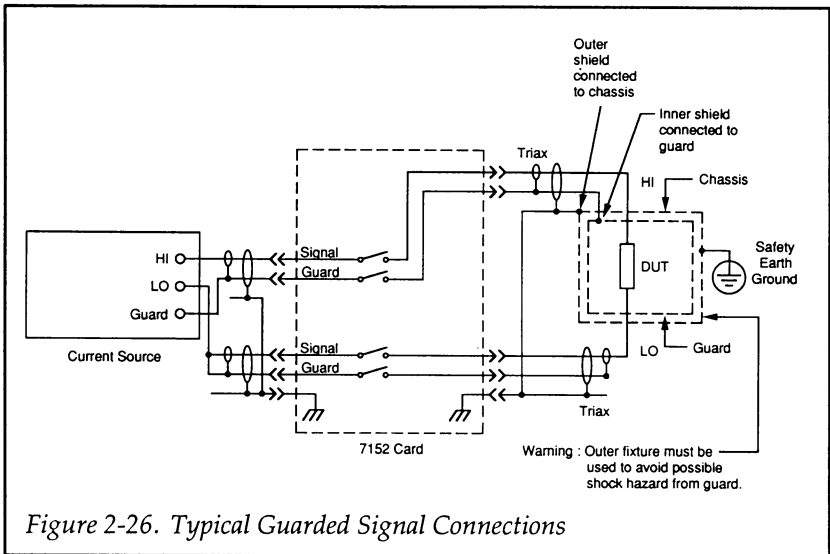 Outer
shield
connected
to chassis
Inner shield
connected to
guard
Triax
HI
Chassis
Signal
Guard
HI
LO
Guard
Current Source
DUT
Safety
Earth
Ground
Signal
Guard
LO
Guard
Triax
7152 Card
Warning : Outer fixture must be
used to avoid possible
shock hazard from guard.
Figure 2-26. Typical Guarded Signal Connections